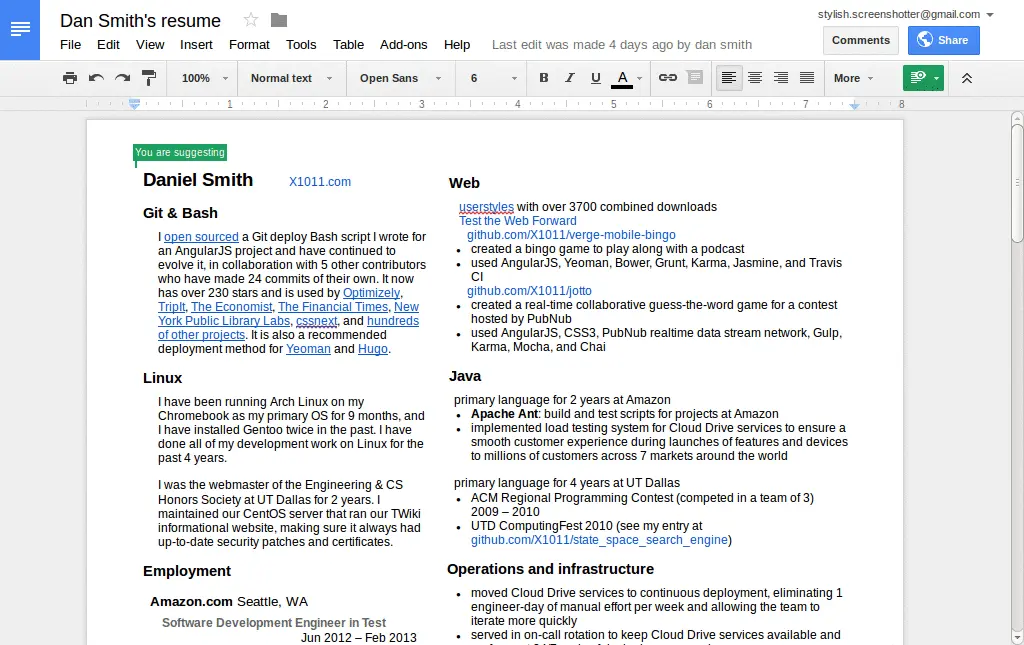 Dan Smith's resume
stylish.screenshotter@gmail.com
File Edit View Insert Format Tools Table Add-ons Help Last edit was made 4 days ago by dan smith
Comments
Share
100% Normal text Open Sans 6 B I U A More
1 2 3 4 5 6 7 8
You are suggesting
Daniel Smith X1011.com
Git & Bash
I open sourced a Git deploy Bash script I wrote for
an AngularJS project and have continued to
evolve it, in collaboration with 5 other contributors
who have made 24 commits of their own. It now
has over 230 stars and is used by Optimizely,
TripIt, The Economist, The Financial Times, New
York Public Library Labs, cssnext, and hundreds
of other projects. It is also a recommended
deployment method for Yeoman and Hugo.
Linux
I have been running Arch Linux on my
Chromebook as my primary OS for 9 months, and
I have installed Gentoo twice in the past. I have
done all of my development work on Linux for the
past 4 years.
I was the webmaster of the Engineering & CS
Honors Society at UT Dallas for 2 years. I
maintained our CentOS server that ran our TWiki
informational website, making sure it always had
up-to-date security patches and certificates.
Employment
Amazon.com Seattle, WA
Software Development Engineer in Test
Jun 2012 – Feb 2013
Web
userstyles with over 3700 combined downloads
Test the Web Forward
github.com/X1011/verge-mobile-bingo
• created a bingo game to play along with a podcast
• used AngularJS, Yeoman, Bower, Grunt, Karma, Jasmine, and Travis
CI
github.com/X1011/jotto
• created a real-time collaborative guess-the-word game for a contest
hosted by PubNub
• used AngularJS, CSS3, PubNub realtime data stream network, Gulp,
Karma, Mocha, and Chai
Java
primary language for 2 years at Amazon
• Apache Ant: build and test scripts for projects at Amazon
• implemented load testing system for Cloud Drive services to ensure a
smooth customer experience during launches of features and devices
to millions of customers across 7 markets around the world
primary language for 4 years at UT Dallas
• ACM Regional Programming Contest (competed in a team of 3)
2009 – 2010
• UTD ComputingFest 2010 (see my entry at
github.com/X1011/state_space_search_engine)
Operations and infrastructure
• moved Cloud Drive services to continuous deployment, eliminating 1
engineer-day of manual effort per week and allowing the team to
iterate more quickly
• served in on-call rotation to keep Cloud Drive services available and